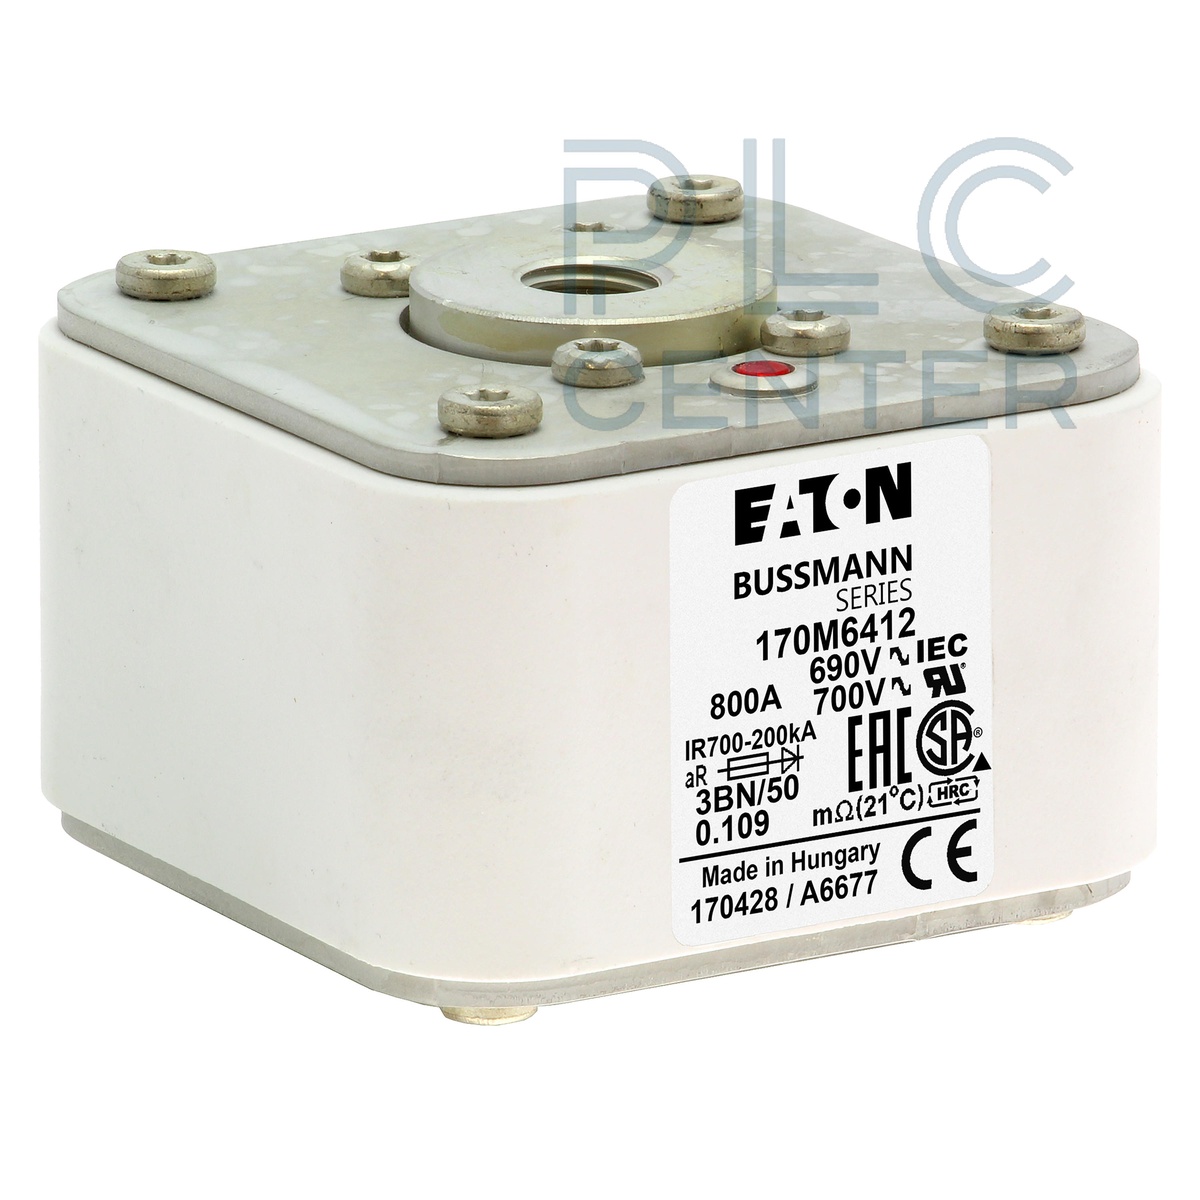 PLC
CENTER
EATON
BUSSMANN
SERIES
170M6412
690V IEC
800A 700V
IR700-200kA
aR
3BN/50
0.109 mΩ(21°C) HRC
EAC SA ®
Made in Hungary
170428 / A6677 CE